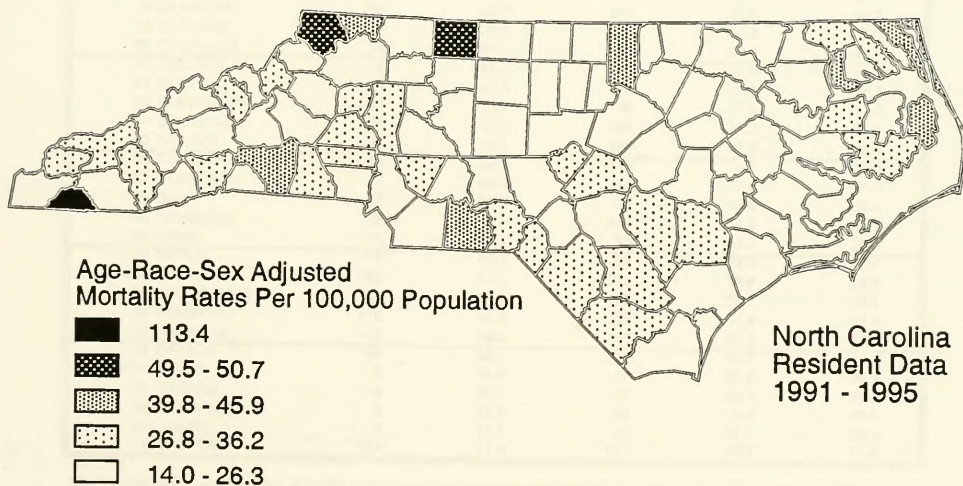 Age-Race-Sex Adjusted
Mortality Rates Per 100,000 Population
113.4
49.5 - 50.7
39.8 - 45.9
26.8 - 36.2
14.0 - 26.3
North Carolina
Resident Data
1991 - 1995